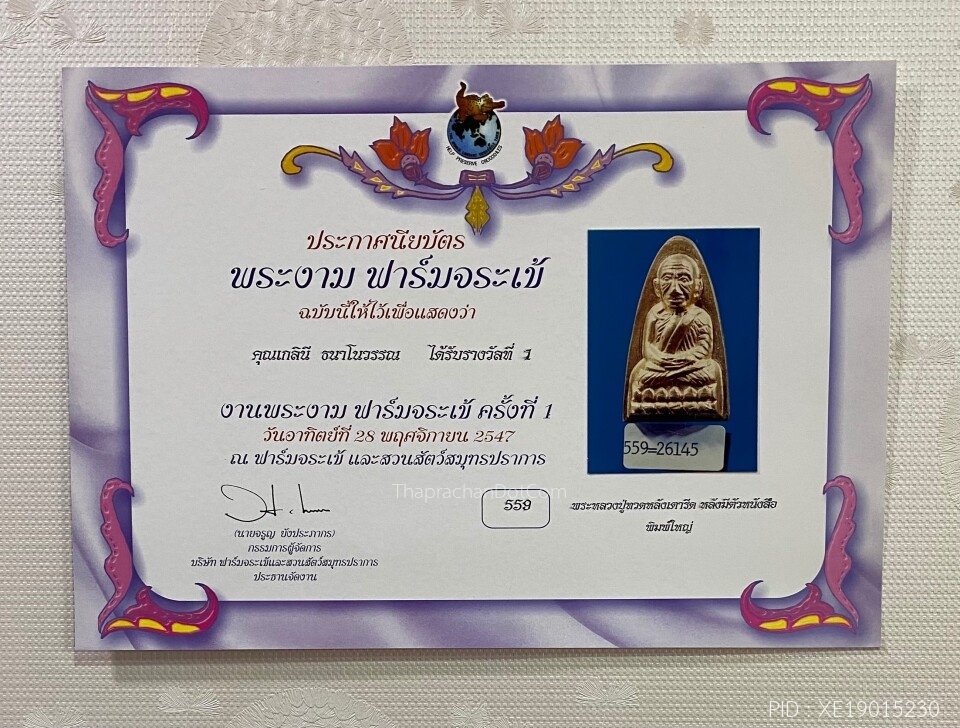 HELP PRESERVE CROCODILES
ประกาศนียบัตร
พระงาม ฟาร์มจระเข้
ฉบับนี้ให้ไว้เพื่อแสดงว่า
คุณเกลินี ธนาโนวรรณ ได้รับรางวัลที่ 1
งานพระงาม ฟาร์มจระเข้ ครั้งที่ 1
วันอาทิตย์ที่ 28 พฤศจิกายน 2547
ณ ฟาร์มจระเข้ และสวนสัตว์สมุทรปราการ
(นายจรูญ ยังประภากร)
กรรมการผู้จัดการ
บริษัท ฟาร์มจระเข้และสวนสัตว์สมุทรปราการ
ประธานจัดงาน
559=26145
559
พระหลวงปู่ทวดหลังเตารีด หลังมีตัวหนังสือ
พิมพ์ใหญ่
ThaprachanDotCom
PID : XE19015230